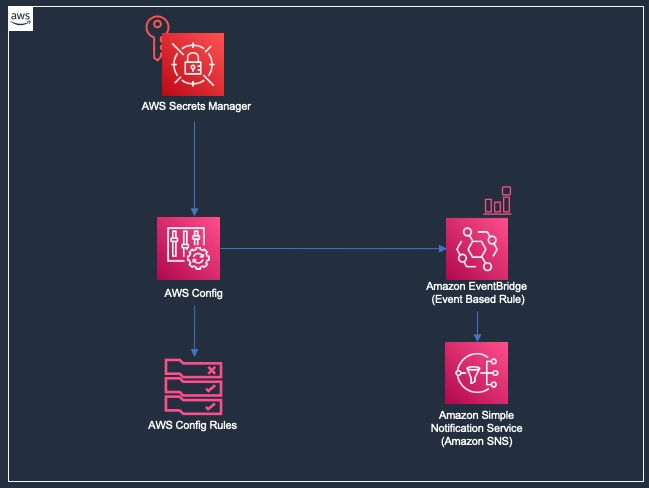 aws
AWS Secrets Manager
AWS Config
Amazon EventBridge
(Event Based Rule)
AWS Config Rules
Amazon Simple
Notification Service
(Amazon SNS)